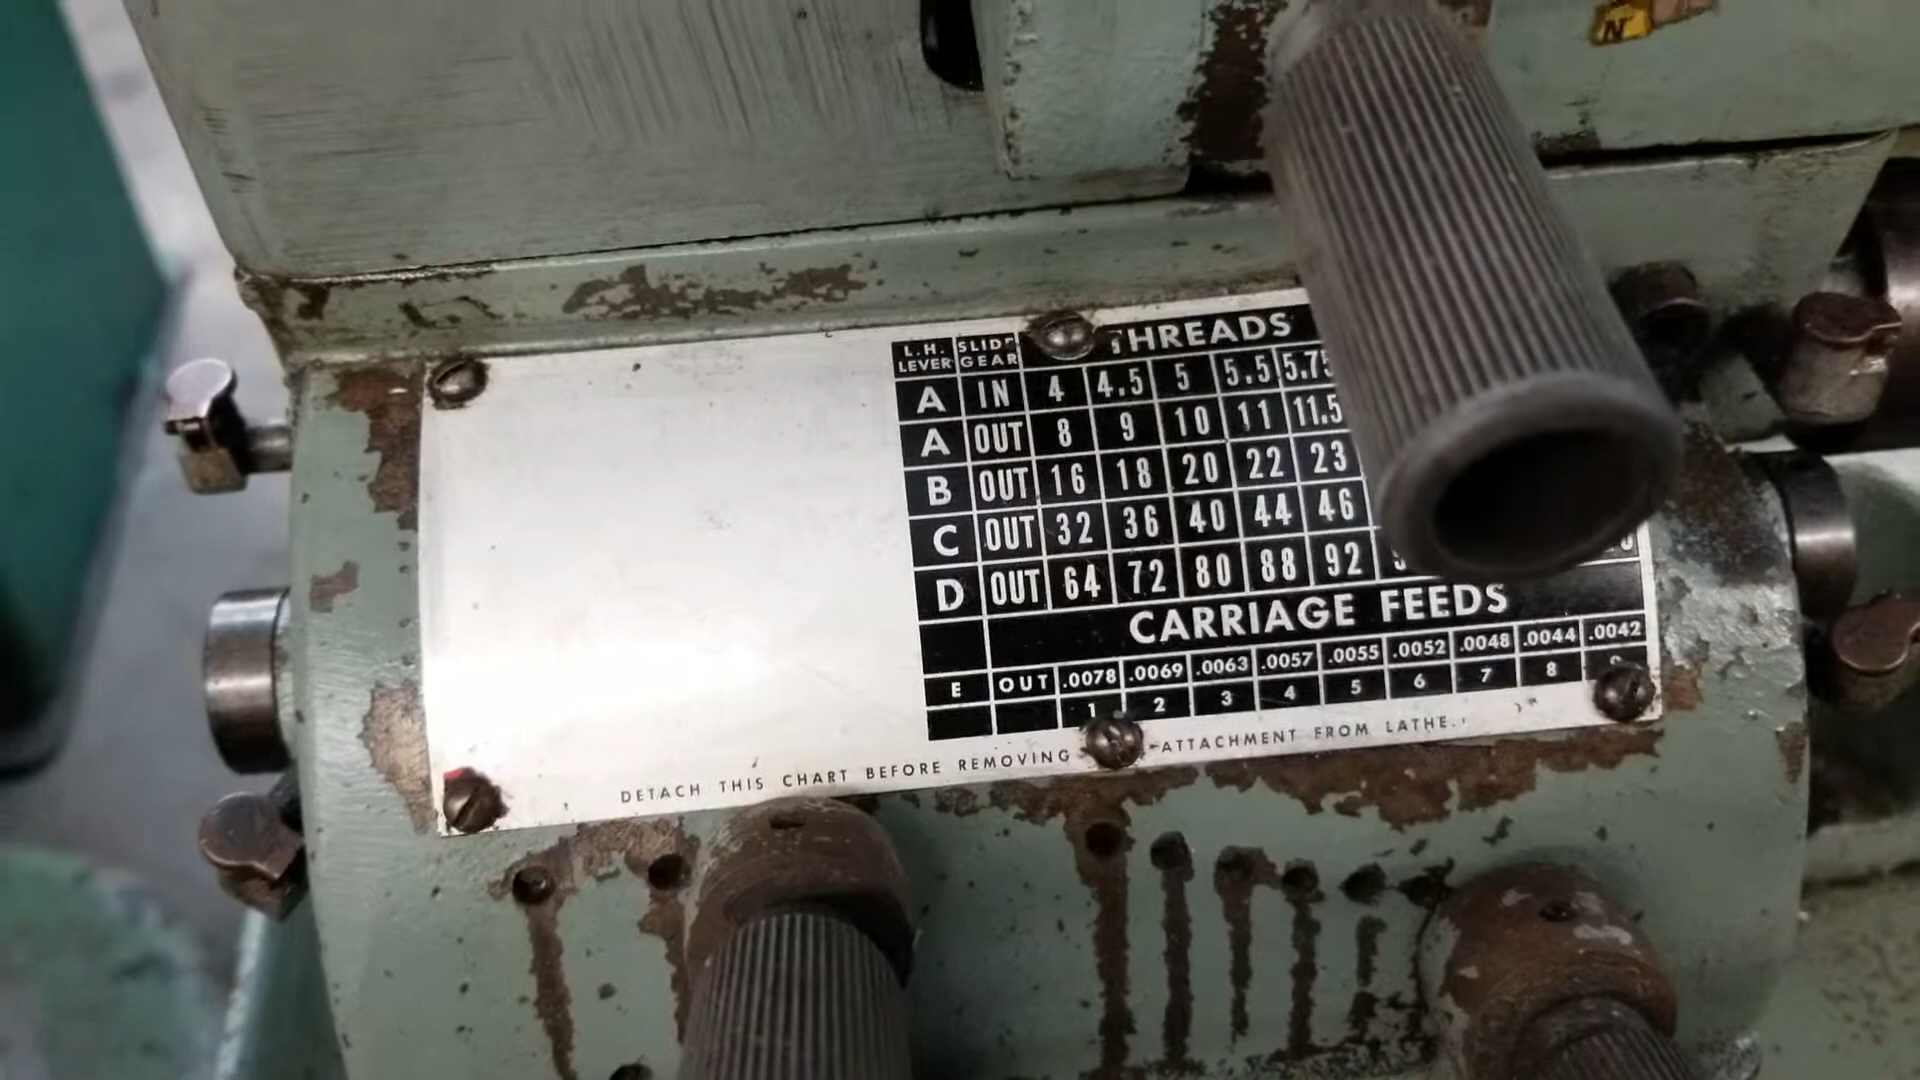 L.H. LEVER SLIDE GEAR THREADS
A IN 4 4.5 5 5.5 5.75
A OUT 8 9 10 11 11.5
B OUT 16 18 20 22 23
C OUT 32 36 40 44 46
D OUT 64 72 80 88 92
CARRIAGE FEEDS
E OUT .0078 .0069 .0063 .0057 .0055 .0052 .0048 .0044 .0042
1 2 3 4 5 6 7 8 9
DETACH THIS CHART BEFORE REMOVING ATTACHMENT FROM LATHE.
N